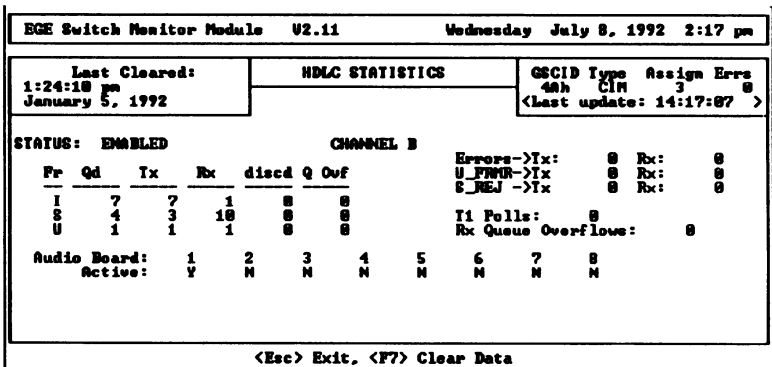 EGE Switch Monitor Module V2.11 Wednesday July 8, 1992 2:17 pm
Last Cleared:
1:24:10 pm
January 5, 1992
HDLC STATISTICS
GSCID Type Assign Errs
4Ah CIM 3 0
<Last update: 14:17:07 >
STATUS: ENABLED CHANNEL B
Fr Qd Tx Rx discd Q Ovf
I 7 7 1 0 0
S 4 3 10 0 0
U 1 1 1 0 0
Errors->Tx: 0 Rx: 0
U_FRMR->Tx 0 Rx: 0
S_REJ ->Tx 0 Rx: 0
T1 Polls: 0
Rx Queue Overflows: 0
Audio Board: 1 2 3 4 5 6 7 8
Active: Y N N N N N N N
<Esc> Exit, <F7> Clear Data